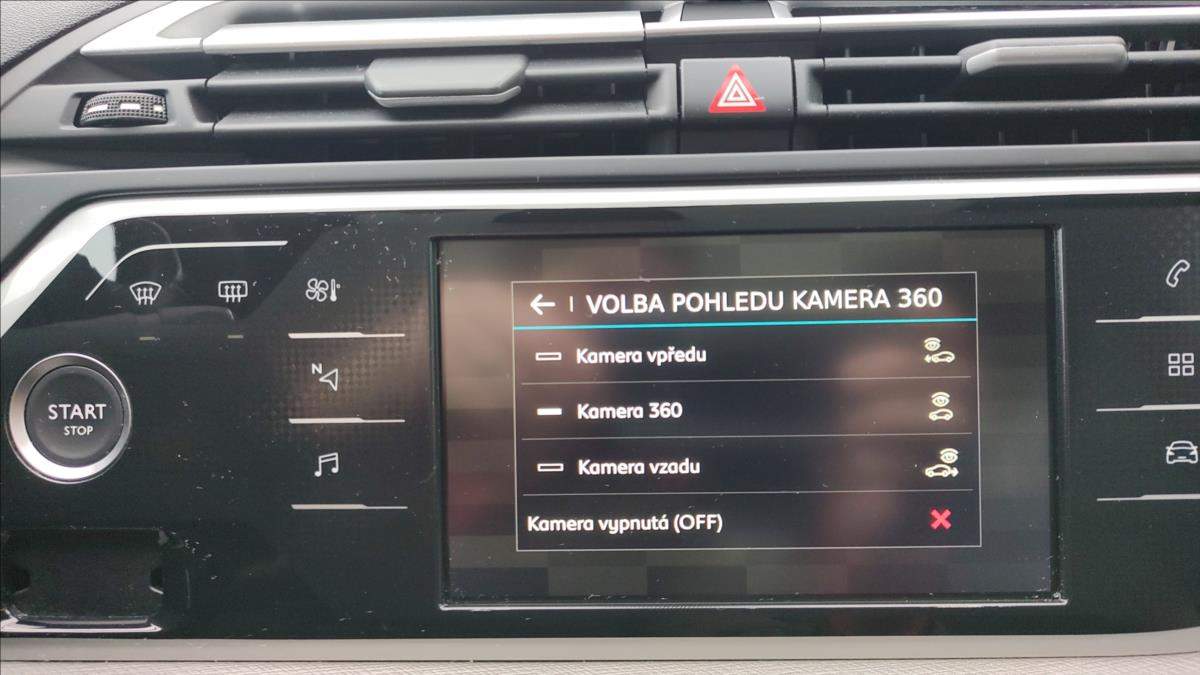 VOLBA POHLEDU KAMERA 360
Kamera vpředu
Kamera 360
Kamera vzadu
Kamera vypnutá (OFF)
START
STOP
N